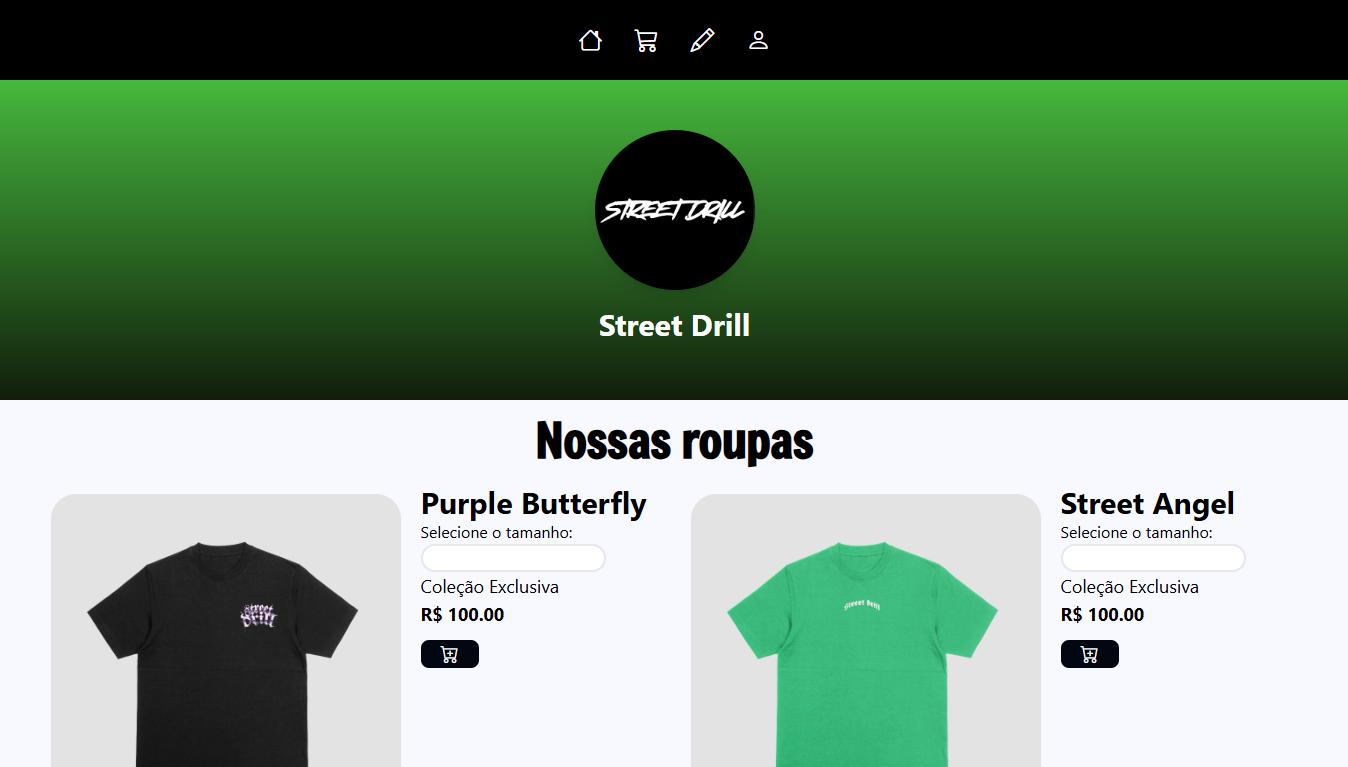 STREET DRILL
Street Drill
Nossas roupas
Purple Butterfly
Selecione o tamanho:
Coleção Exclusiva
R$ 100.00
Street
Drill
Street Angel
Selecione o tamanho:
Coleção Exclusiva
R$ 100.00
Street Drill